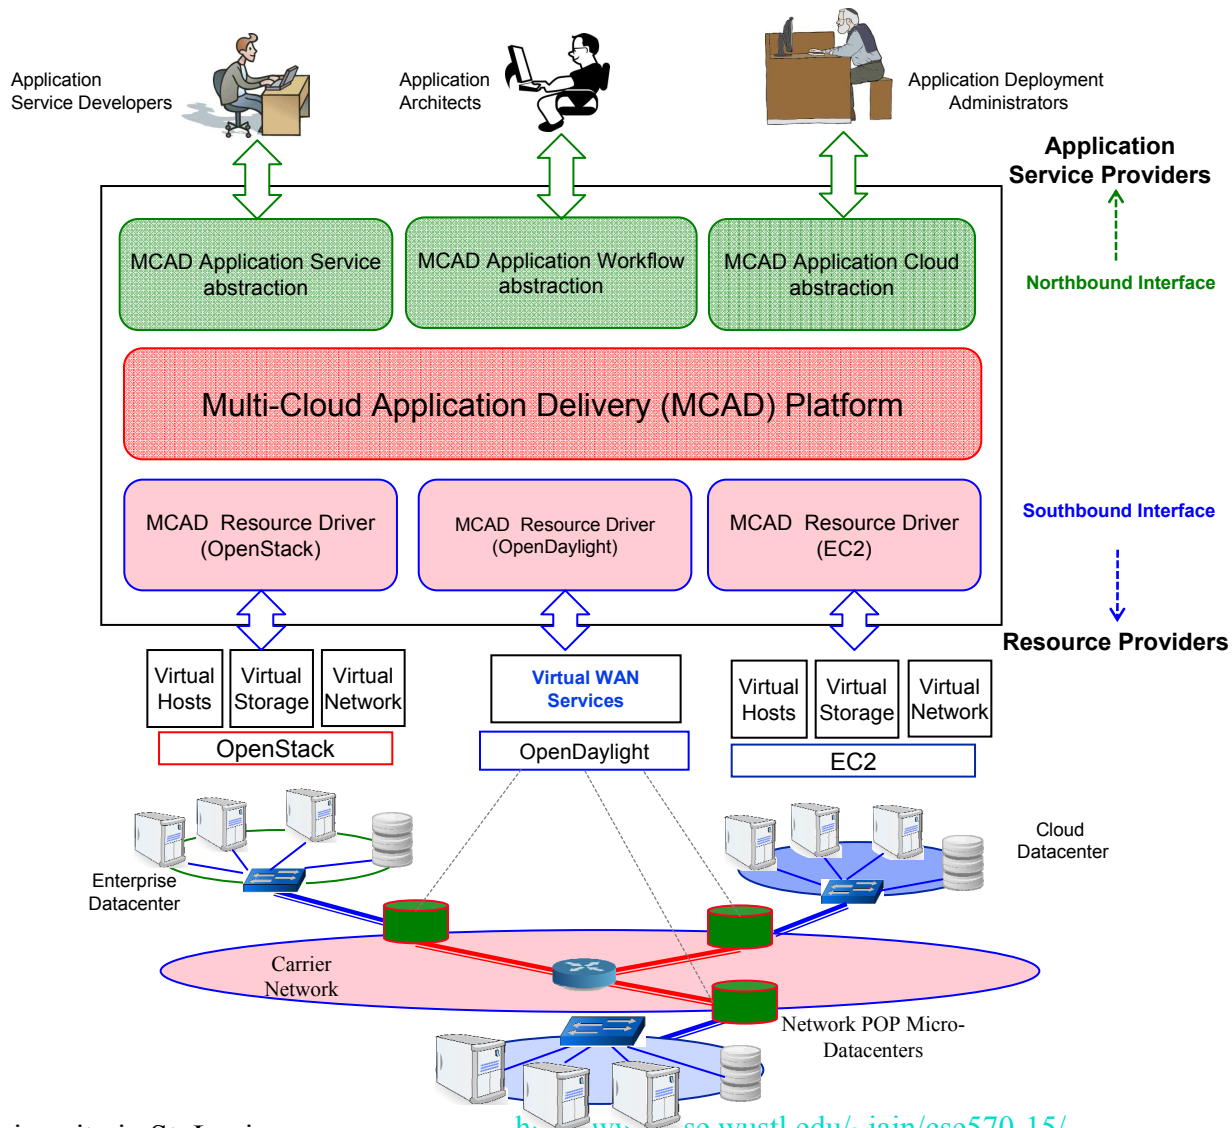 Application
Service Developers
Application
Architects
Application Deployment
Administrators
Application
Service Providers
MCAD Application Service
abstraction
MCAD Application Workflow
abstraction
MCAD Application Cloud
abstraction
Northbound Interface
Multi-Cloud Application Delivery (MCAD) Platform
MCAD Resource Driver
(OpenStack)
MCAD Resource Driver
(OpenDaylight)
MCAD Resource Driver
(EC2)
Southbound Interface
Resource Providers
Virtual
Hosts
Virtual
Storage
Virtual
Network
OpenStack
Virtual WAN
Services
OpenDaylight
Virtual
Hosts
Virtual
Storage
Virtual
Network
EC2
Enterprise
Datacenter
Cloud
Datacenter
Carrier
Network
Network POP Micro-
Datacenters
in St. Louis